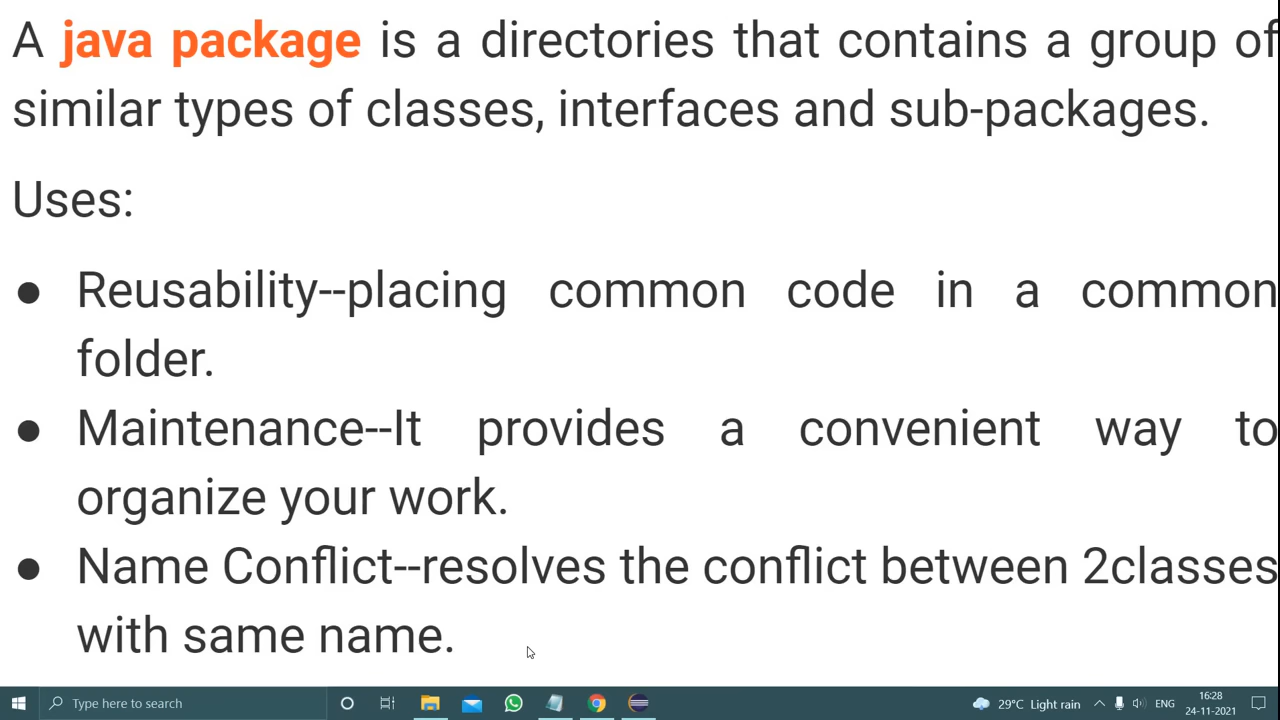 A java package is a directories that contains a group of
similar types of classes, interfaces and sub-packages.
Uses:
● Reusability--placing common code in a common
folder.
● Maintenance--It provides a convenient way to
organize your work.
● Name Conflict--resolves the conflict between 2classes
with same name.
Type here to search
29°C Light rain
ENG
16:28
24-11-2021